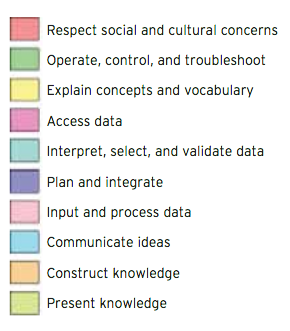 Respect social and cultural concerns
Operate, control, and troubleshoot
Explain concepts and vocabulary
Access data
Interpret, select, and validate data
Plan and integrate
Input and process data
Communicate ideas
Construct knowledge
Present knowledge